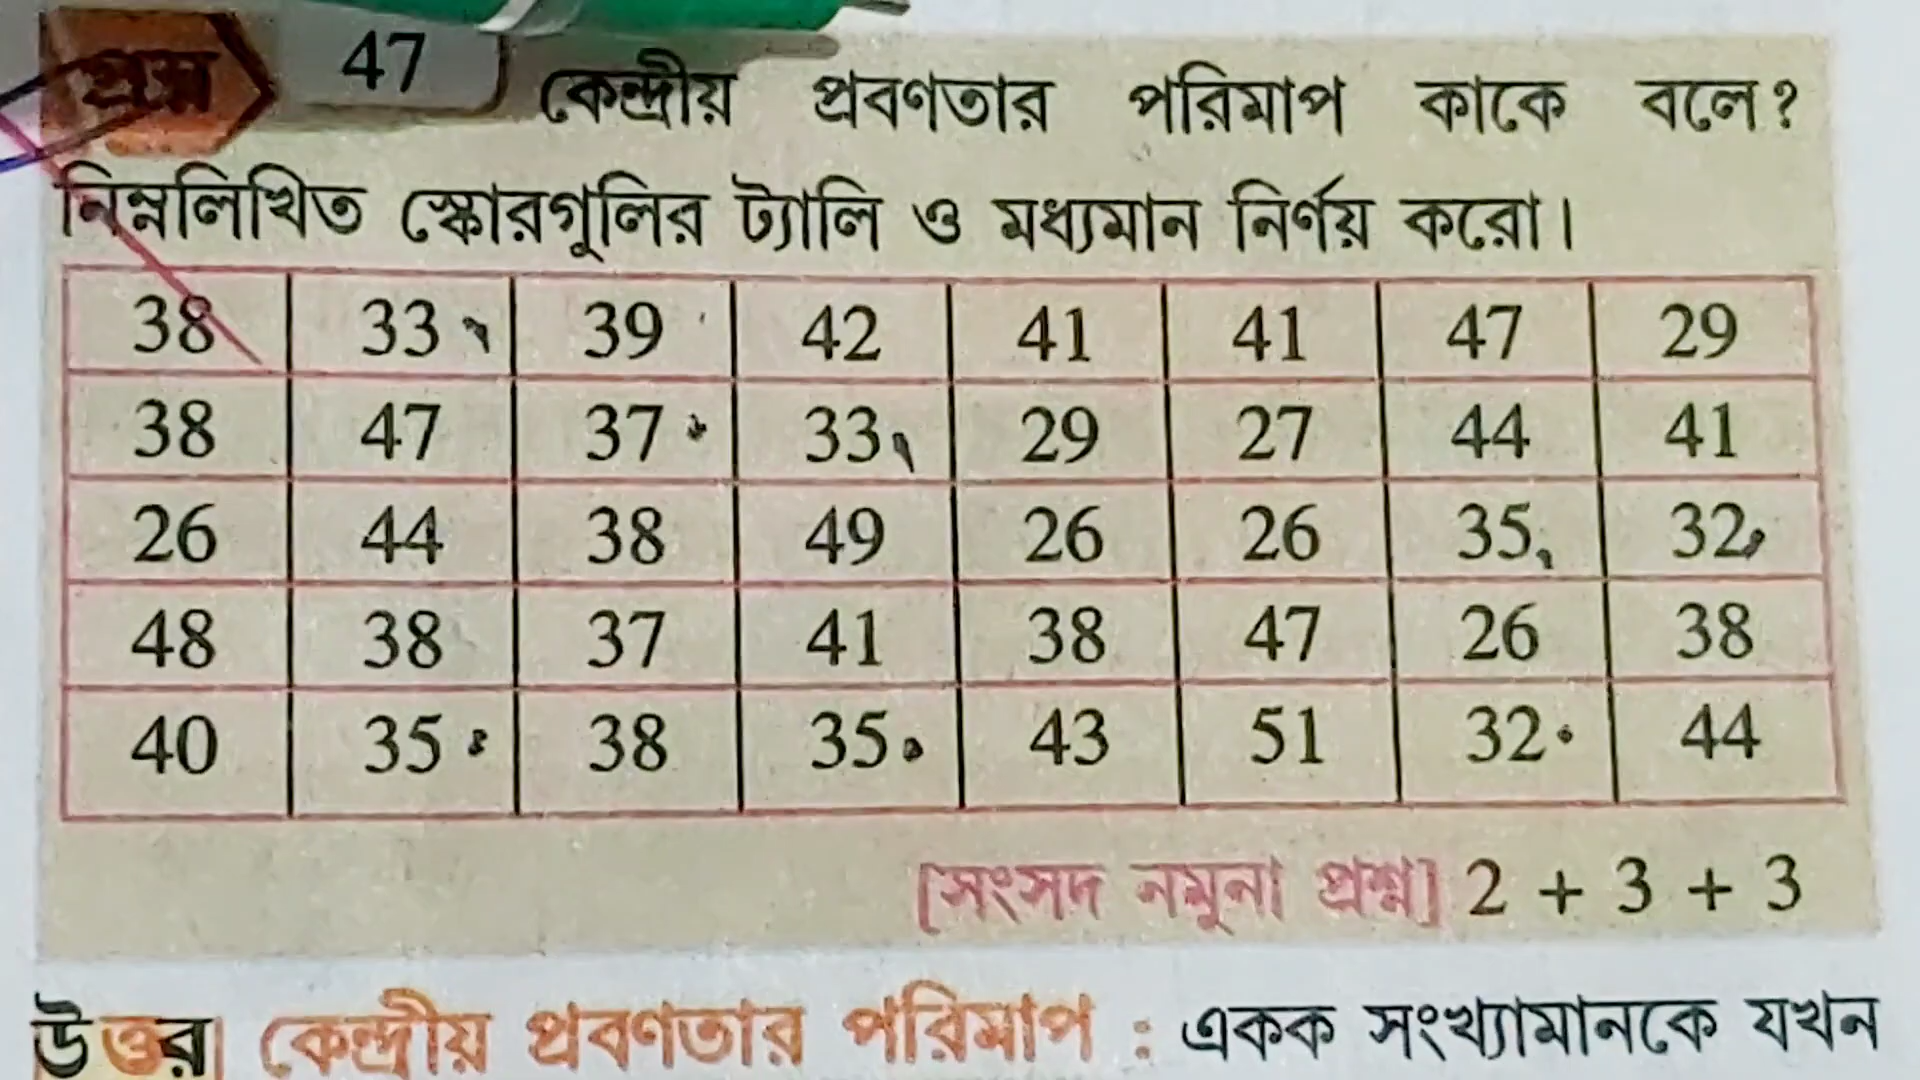 প্রশ্ন 47 কেন্দ্রীয় প্রবণতার পরিমাপ কাকে বলে?
নিম্নলিখিত স্কোরগুলির ট্যালি ও মধ্যমান নির্ণয় করো।
38 33 39 42 41 41 47 29
38 47 37 33 29 27 44 41
26 44 38 49 26 26 35 32
48 38 37 41 38 47 26 38
40 35 38 35 43 51 32 44
[সংসদ নমুনা প্রশ্ন] 2 + 3 + 3
উত্তর| কেন্দ্রীয় প্রবণতার পরিমাপ : একক সংখ্যামানকে যখন